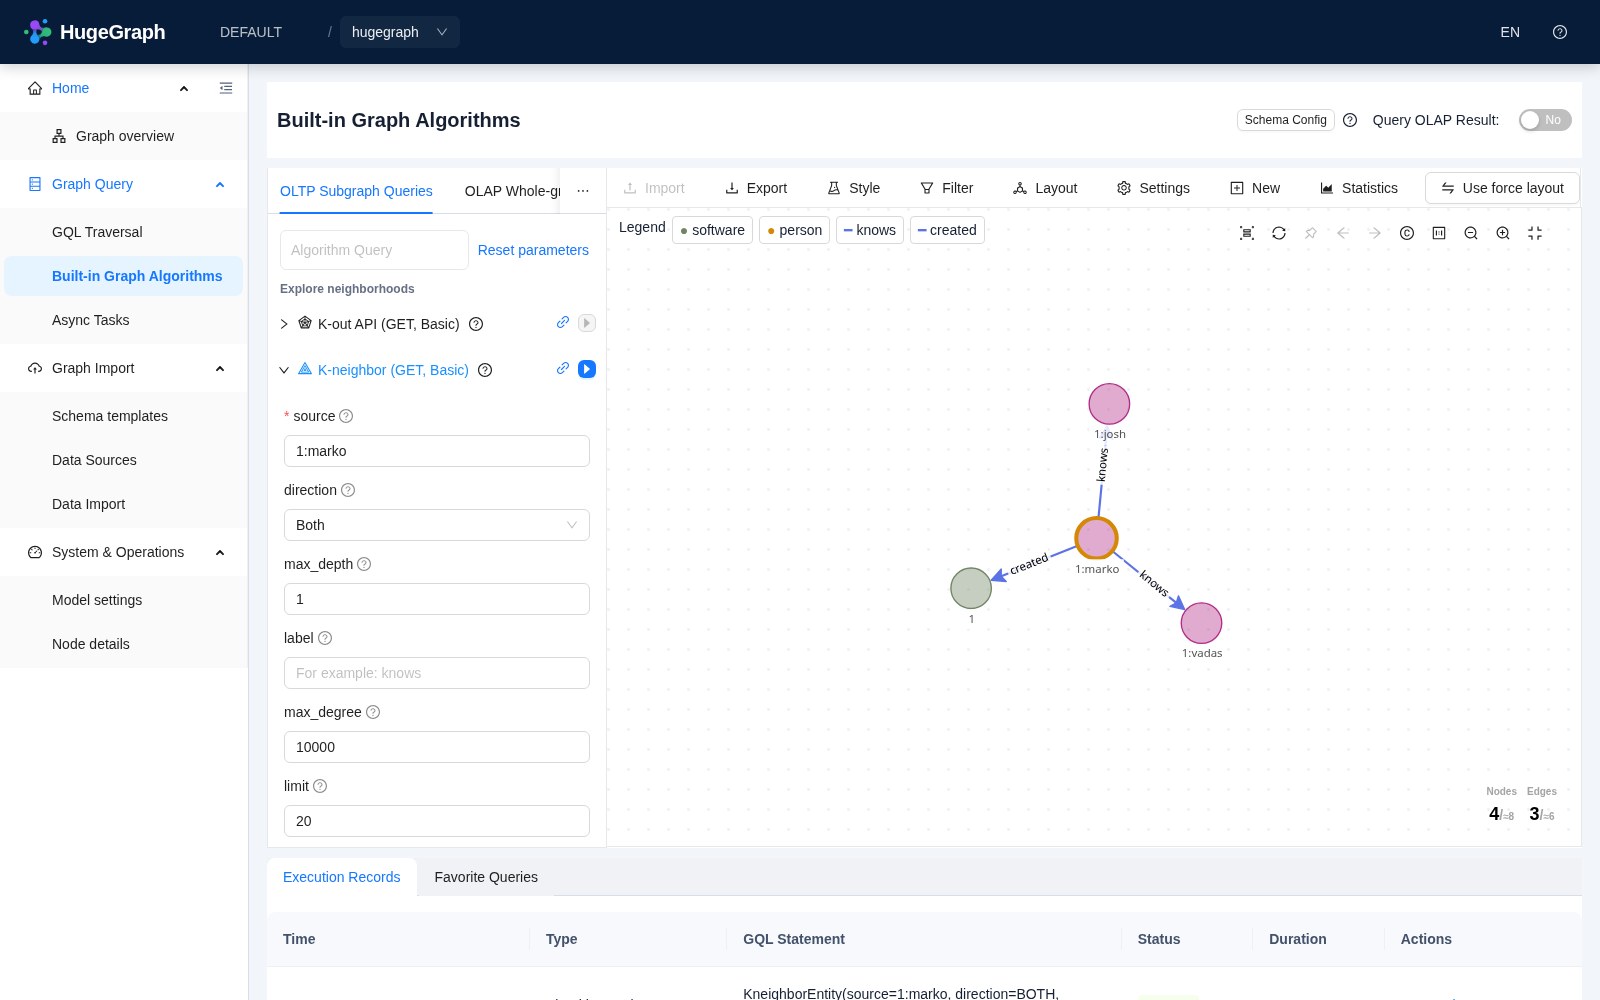 HugeGraph
DEFAULT / hugegraph
EN
Home
Graph overview
Graph Query
GQL Traversal
Built-in Graph Algorithms
Async Tasks
Graph Import
Schema templates
Data Sources
Data Import
System & Operations
Model settings
Node details
Built-in Graph Algorithms
Schema Config
Query OLAP Result:
No
OLTP Subgraph Queries
OLAP Whole-gr
Algorithm Query
Reset parameters
Explore neighborhoods
K-out API (GET, Basic)
K-neighbor (GET, Basic)
* source
1:marko
direction
Both
max_depth
1
label
For example: knows
max_degree
10000
limit
20
Import
Export
Style
Filter
Layout
Settings
New
Statistics
Use force layout
Legend
software
person
knows
created
1:josh
knows
1:marko
created
1
knows
1:vadas
Nodes Edges
4/≈8 3/≈6
Execution Records
Favorite Queries
Time Type GQL Statement Status Duration Actions
KneighborEntity(source=1:marko, direction=BOTH,